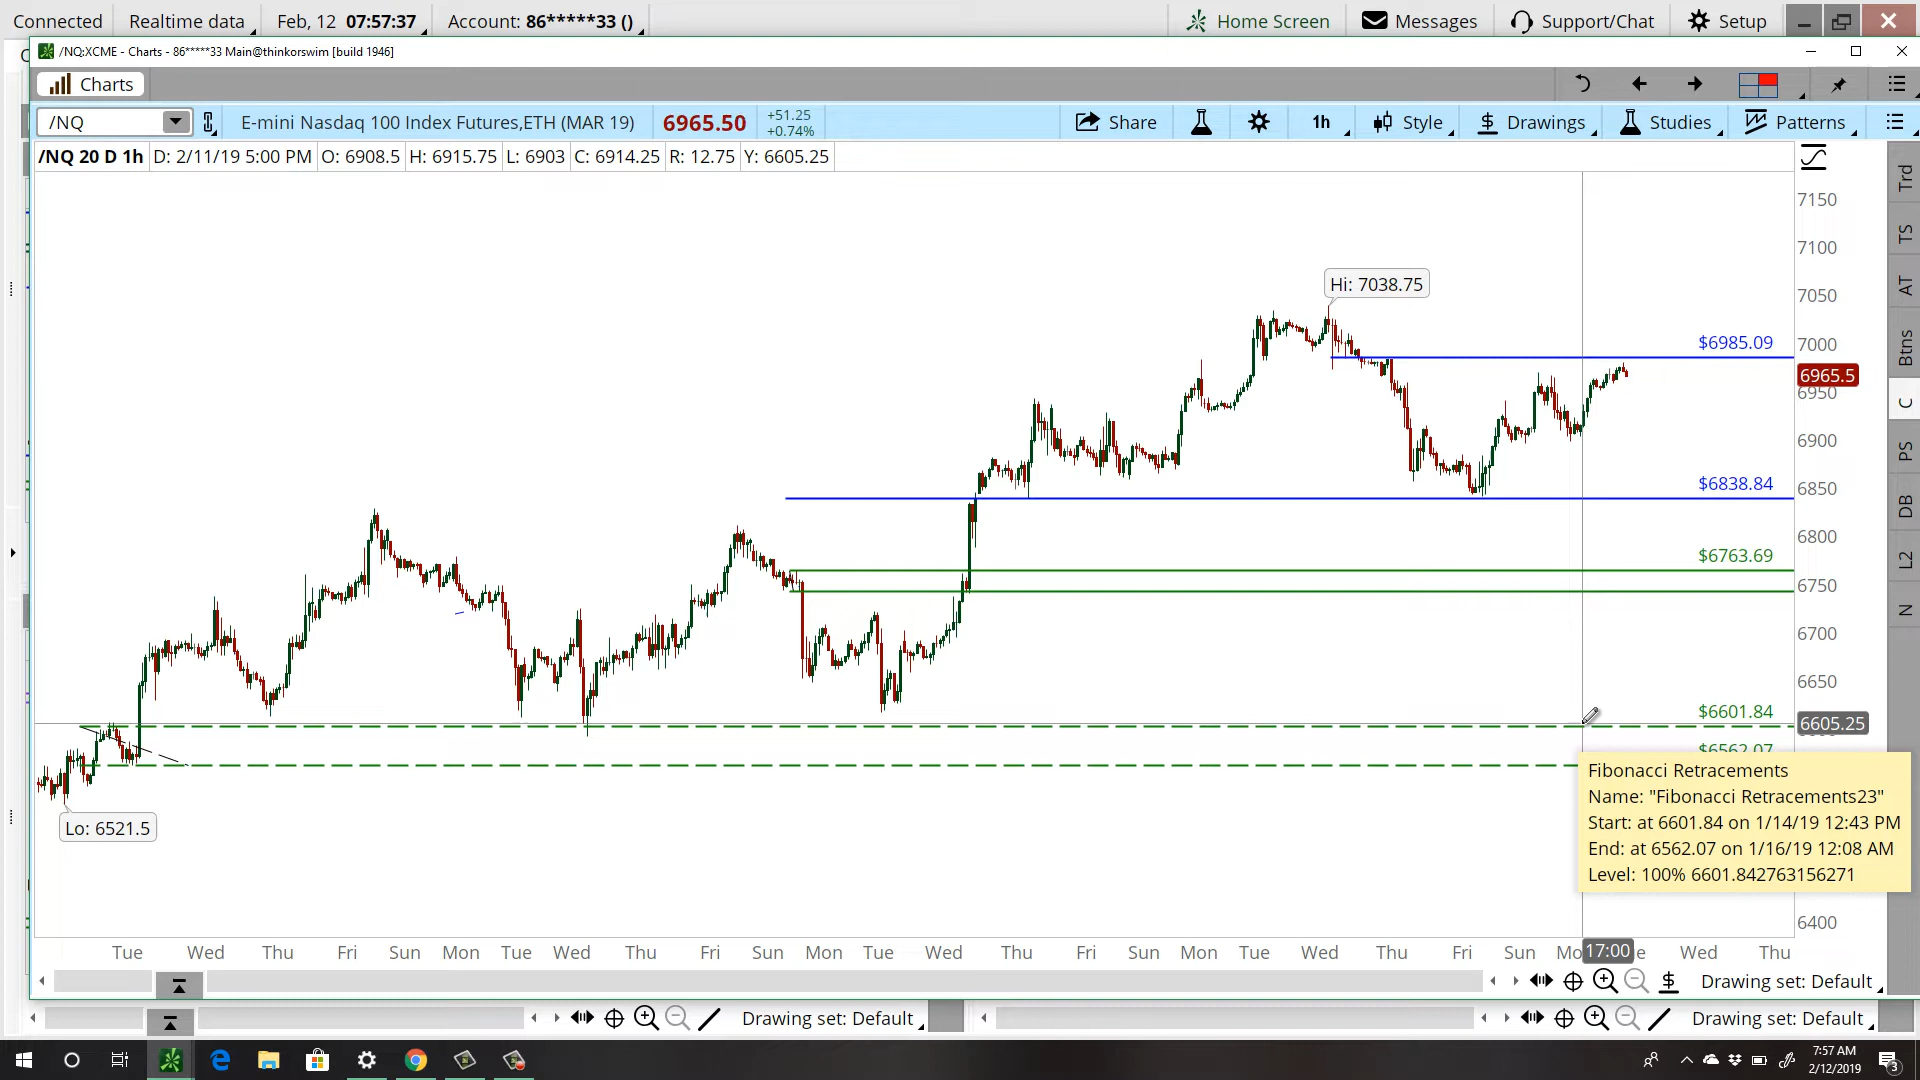 Connected Realtime data Feb, 12 07:57:37 Account: 86*****33 () Home Screen Messages Support/Chat Setup
/NQ:XCME - Charts - 86*****33 Main@thinkorswim [build 1946]
Charts
/NQ E-mini Nasdaq 100 Index Futures,ETH (MAR 19) 6965.50 +51.25 +0.74% Share 1h Style Drawings Studies Patterns
/NQ 20 D 1h D: 2/11/19 5:00 PM O: 6908.5 H: 6915.75 L: 6903 C: 6914.25 R: 12.75 Y: 6605.25
Trd
TS
AT
Btns
C
PS
DB
L2
N
7150
7100
7050
7000
6965.5
6950
6900
6850
6800
6750
6700
6650
6605.25
6400
Hi: 7038.75
$6985.09
$6838.84
$6763.69
$6601.84
$6562.07
Lo: 6521.5
Fibonacci Retracements
Name: "Fibonacci Retracements23"
Start: at 6601.84 on 1/14/19 12:43 PM
End: at 6562.07 on 1/16/19 12:08 AM
Level: 100% 6601.842763156271
Tue Wed Thu Fri Sun Mon Tue Wed Thu Fri Sun Mon Tue Wed Thu Fri Sun Mon Tue Wed Thu Fri Sun Mo 17:00 e Wed Thu
Drawing set: Default
Drawing set: Default Drawing set: Default
7:57 AM
2/12/2019
3